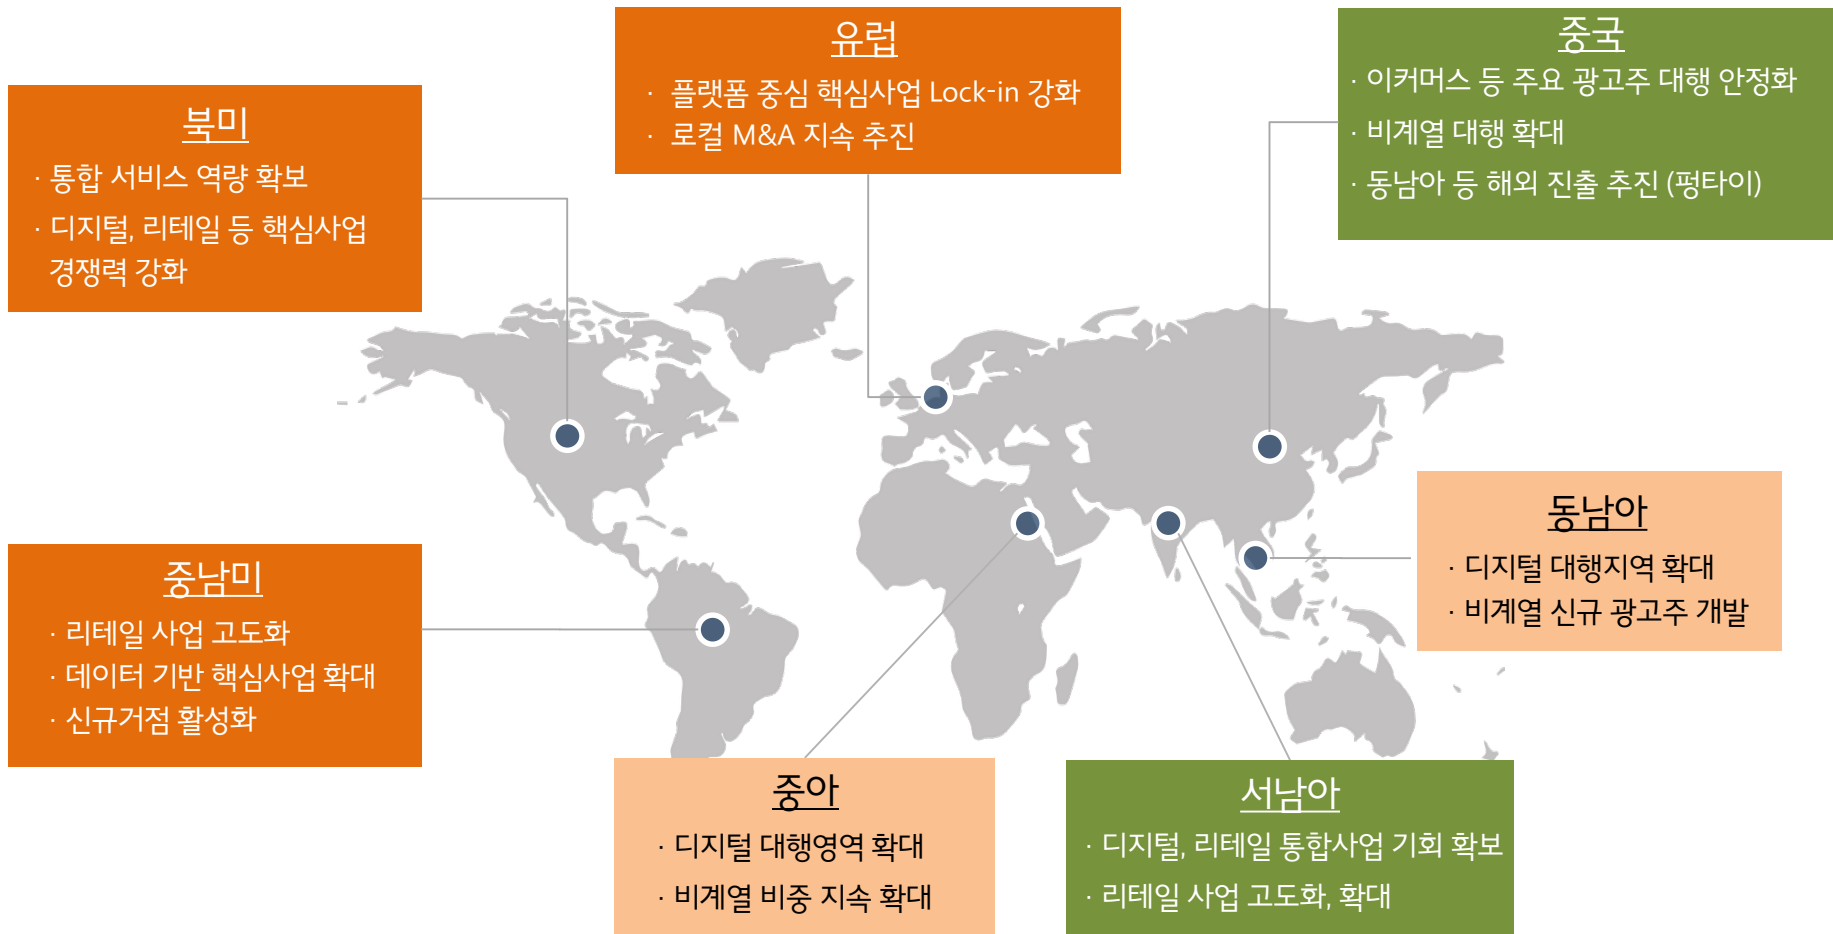 유럽
· 플랫폼 중심 핵심사업 Lock-in 강화
· 로컬 M&A 지속 추진
중국
· 이커머스 등 주요 광고주 대행 안정화
· 비계열 대행 확대
· 동남아 등 해외 진출 추진 (펑타이)
북미
· 통합 서비스 역량 확보
· 디지털, 리테일 등 핵심사업
경쟁력 강화
동남아
· 디지털 대행지역 확대
· 비계열 신규 광고주 개발
중남미
· 리테일 사업 고도화
· 데이터 기반 핵심사업 확대
· 신규거점 활성화
중아
· 디지털 대행영역 확대
· 비계열 비중 지속 확대
서남아
· 디지털, 리테일 통합사업 기회 확보
· 리테일 사업 고도화, 확대